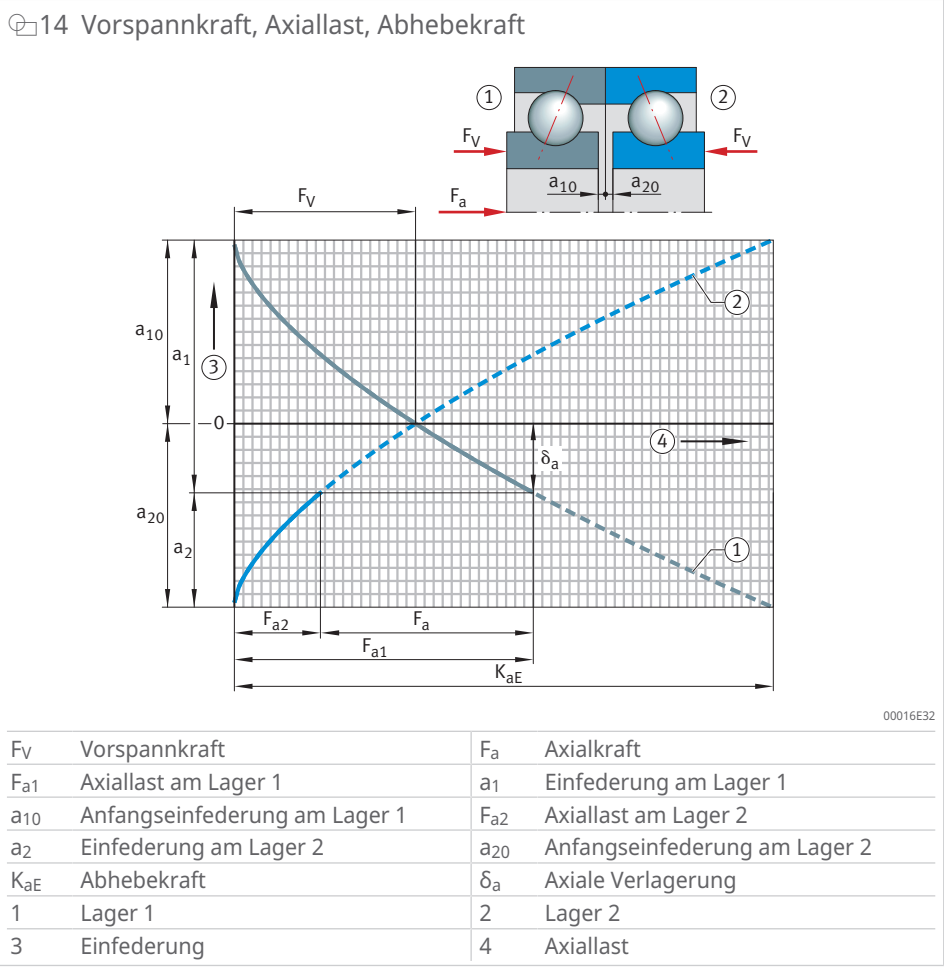 14 Vorspannkraft, Axiallast, Abhebekraft
1
2
FV
FV
a10
a20
FV
Fa
2
a10
a1
3
0
4
δa
a20
a2
1
Fa2
Fa
Fa1
KaE
00016E32
FV Vorspannkraft Fa Axialkraft
Fa1 Axiallast am Lager 1 a1 Einfederung am Lager 1
a10 Anfangseinfederung am Lager 1 Fa2 Axiallast am Lager 2
a2 Einfederung am Lager 2 a20 Anfangseinfederung am Lager 2
KaE Abhebekraft δa Axiale Verlagerung
1 Lager 1 2 Lager 2
3 Einfederung 4 Axiallast